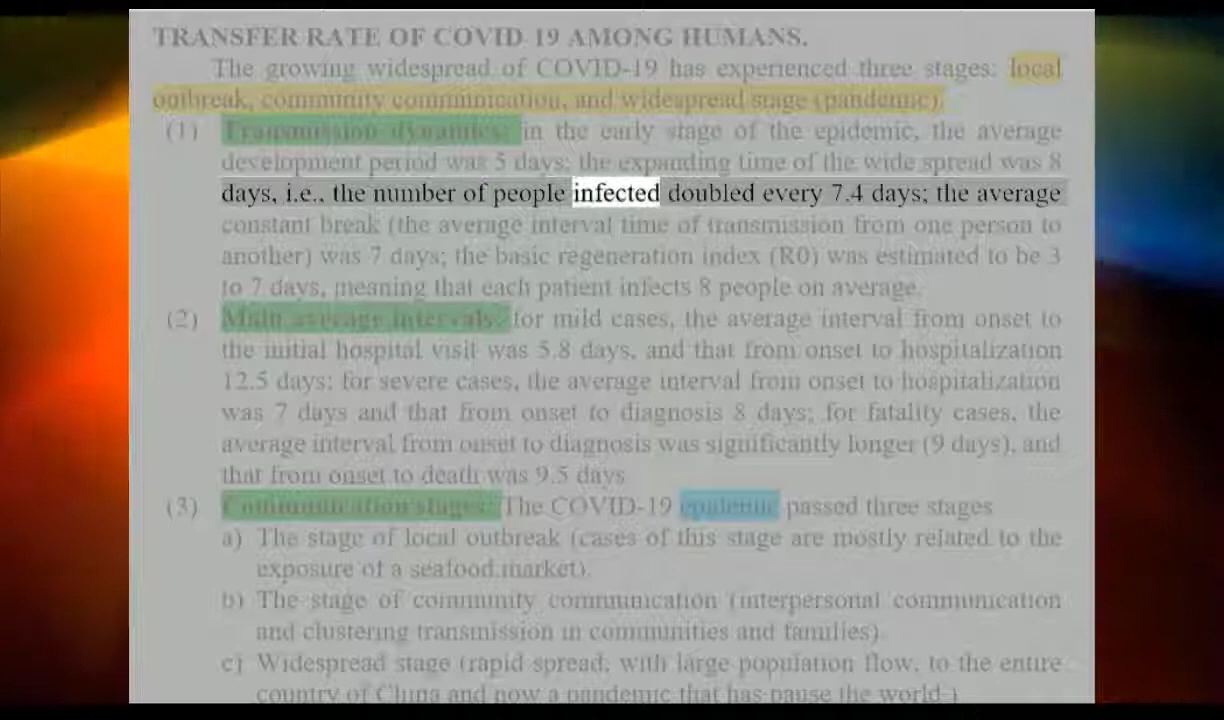 TRANSFER RATE OF COVID 19 AMONG HUMANS.
The growing widespread of COVID-19 has experienced three stages: local
outbreak, community communication, and widespread stage (pandemic).
(1) Transmission dynamics: in the early stage of the epidemic, the average
development period was 5 days; the expanding time of the wide spread was 8
days, i.e., the number of people infected doubled every 7.4 days; the average
constant break (the average interval time of transmission from one person to
another) was 7 days; the basic regeneration index (R0) was estimated to be 3
to 7 days, meaning that each patient infects 8 people on average.
(2) Main average intervals: for mild cases, the average interval from onset to
the initial hospital visit was 5.8 days, and that from onset to hospitalization
12.5 days; for severe cases, the average interval from onset to hospitalization
was 7 days and that from onset to diagnosis 8 days; for fatality cases, the
average interval from onset to diagnosis was significantly longer (9 days), and
that from onset to death was 9.5 days
(3) Communication stages: The COVID-19 epidemic passed three stages
a) The stage of local outbreak (cases of this stage are mostly related to the
exposure of a seafood market).
b) The stage of community communication (interpersonal communication
and clustering transmission in communities and families)
c) Widespread stage (rapid spread, with large population flow, to the entire
country of China and now a pandemic that has pause the world )